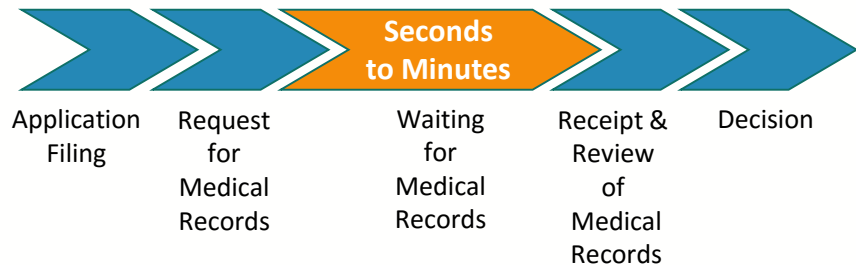 Seconds
to Minutes
Application
Filing
Request
for
Medical
Records
Waiting
for
Medical
Records
Receipt &
Review
of
Medical
Records
Decision